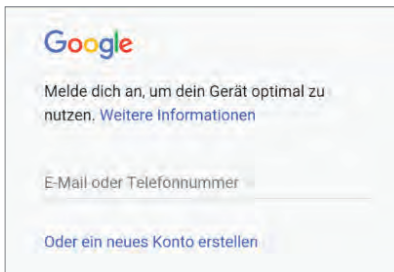 Google
Melde dich an, um dein Gerät optimal zu
nutzen. Weitere Informationen
E-Mail oder Telefonnummer
Oder ein neues Konto erstellen